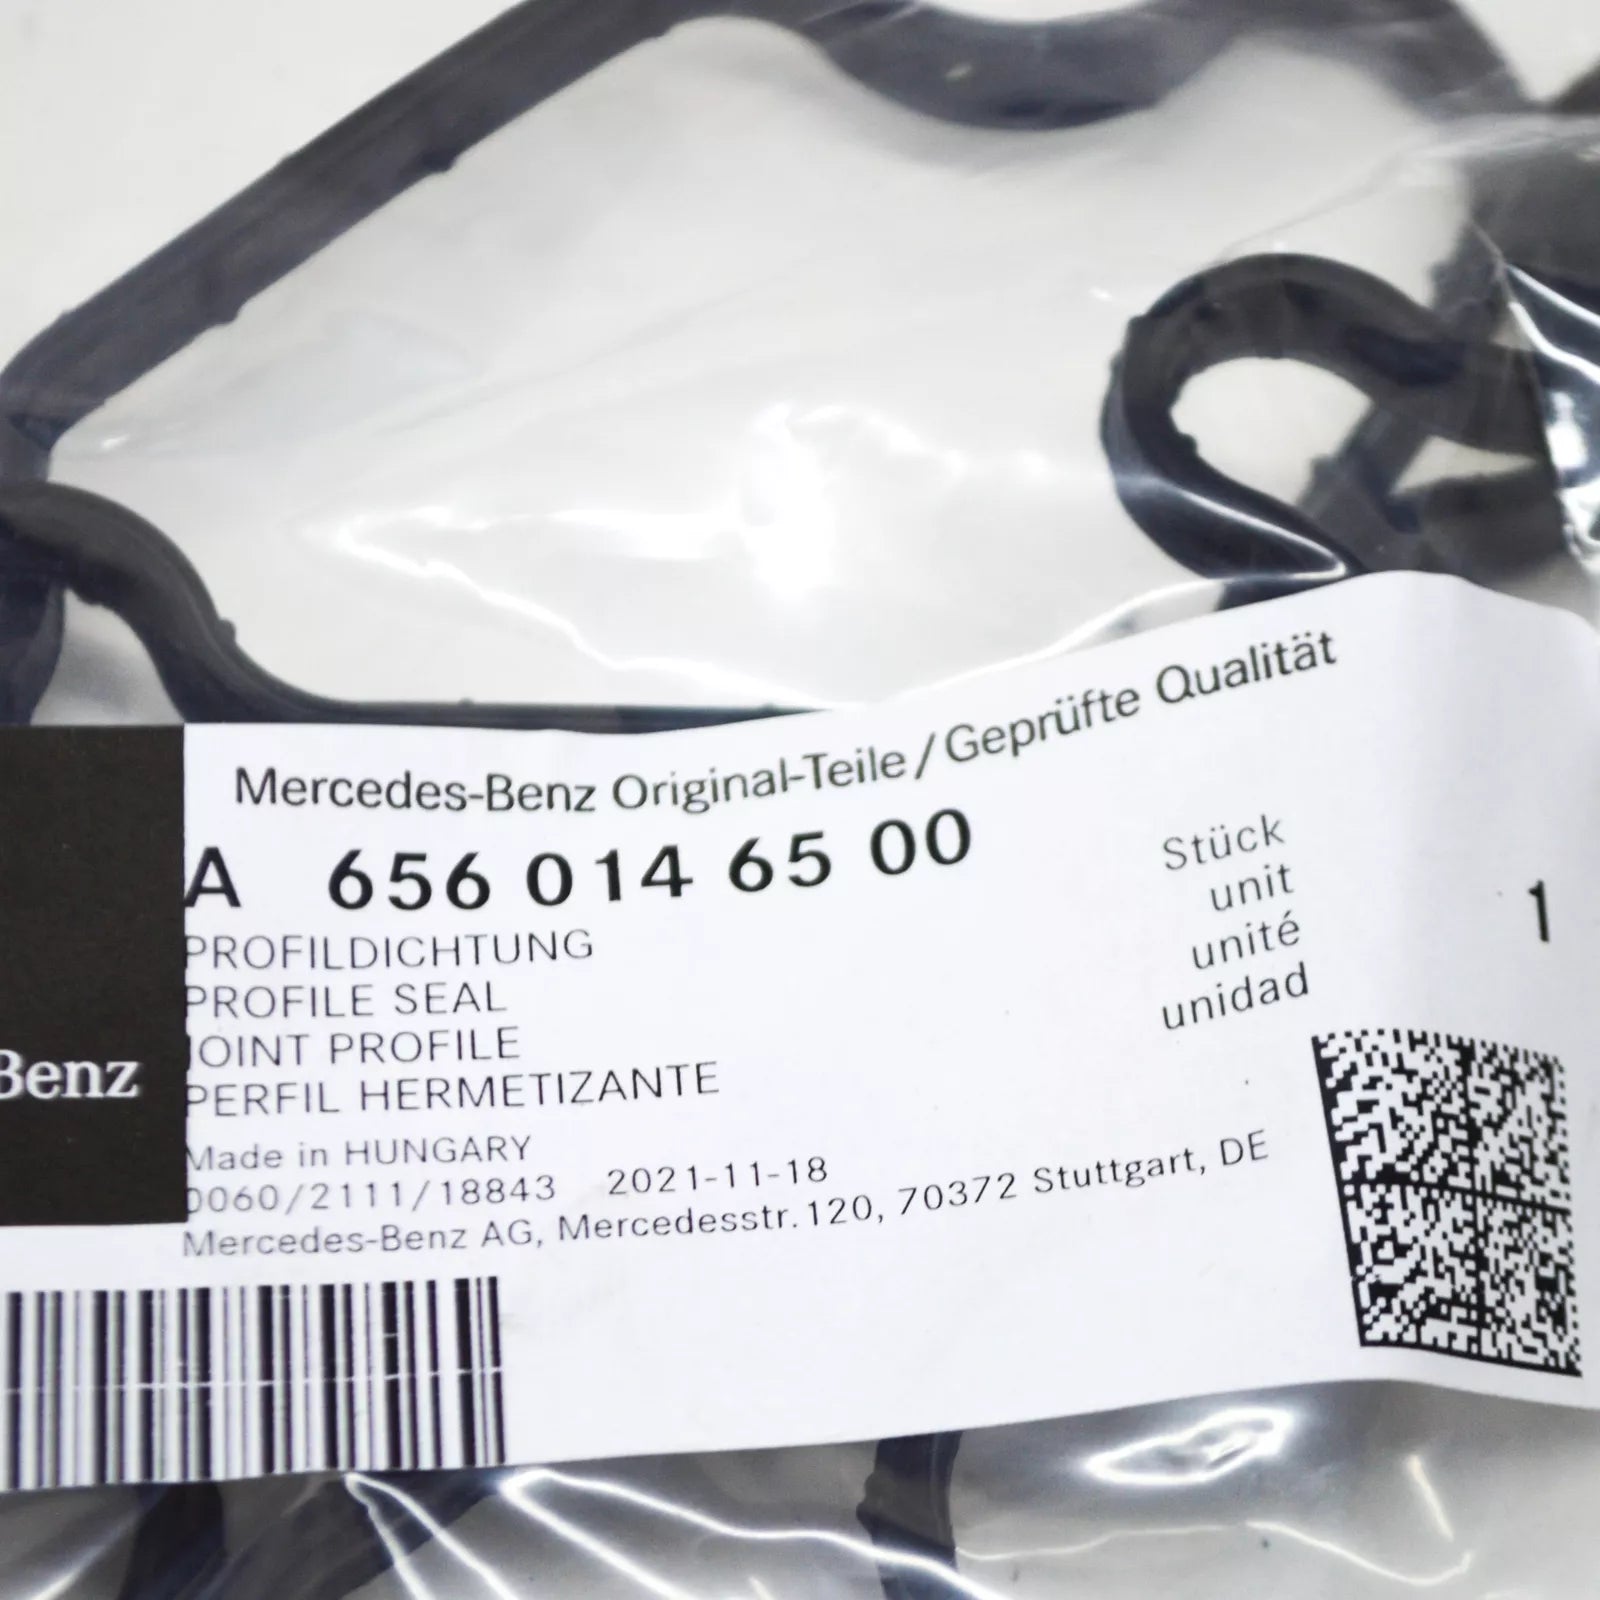 Mercedes-Benz Original-Teile/Geprüfte Qualität
A 656 014 65 00
Stück
unit
unité
unidad
1
PROFILDICHTUNG
PROFILE SEAL
JOINT PROFILE
PERFIL HERMETIZANTE
Benz
Made in HUNGARY
0060/2111/18843 2021-11-18
Mercedes-Benz AG, Mercedesstr. 120, 70372 Stuttgart, DE